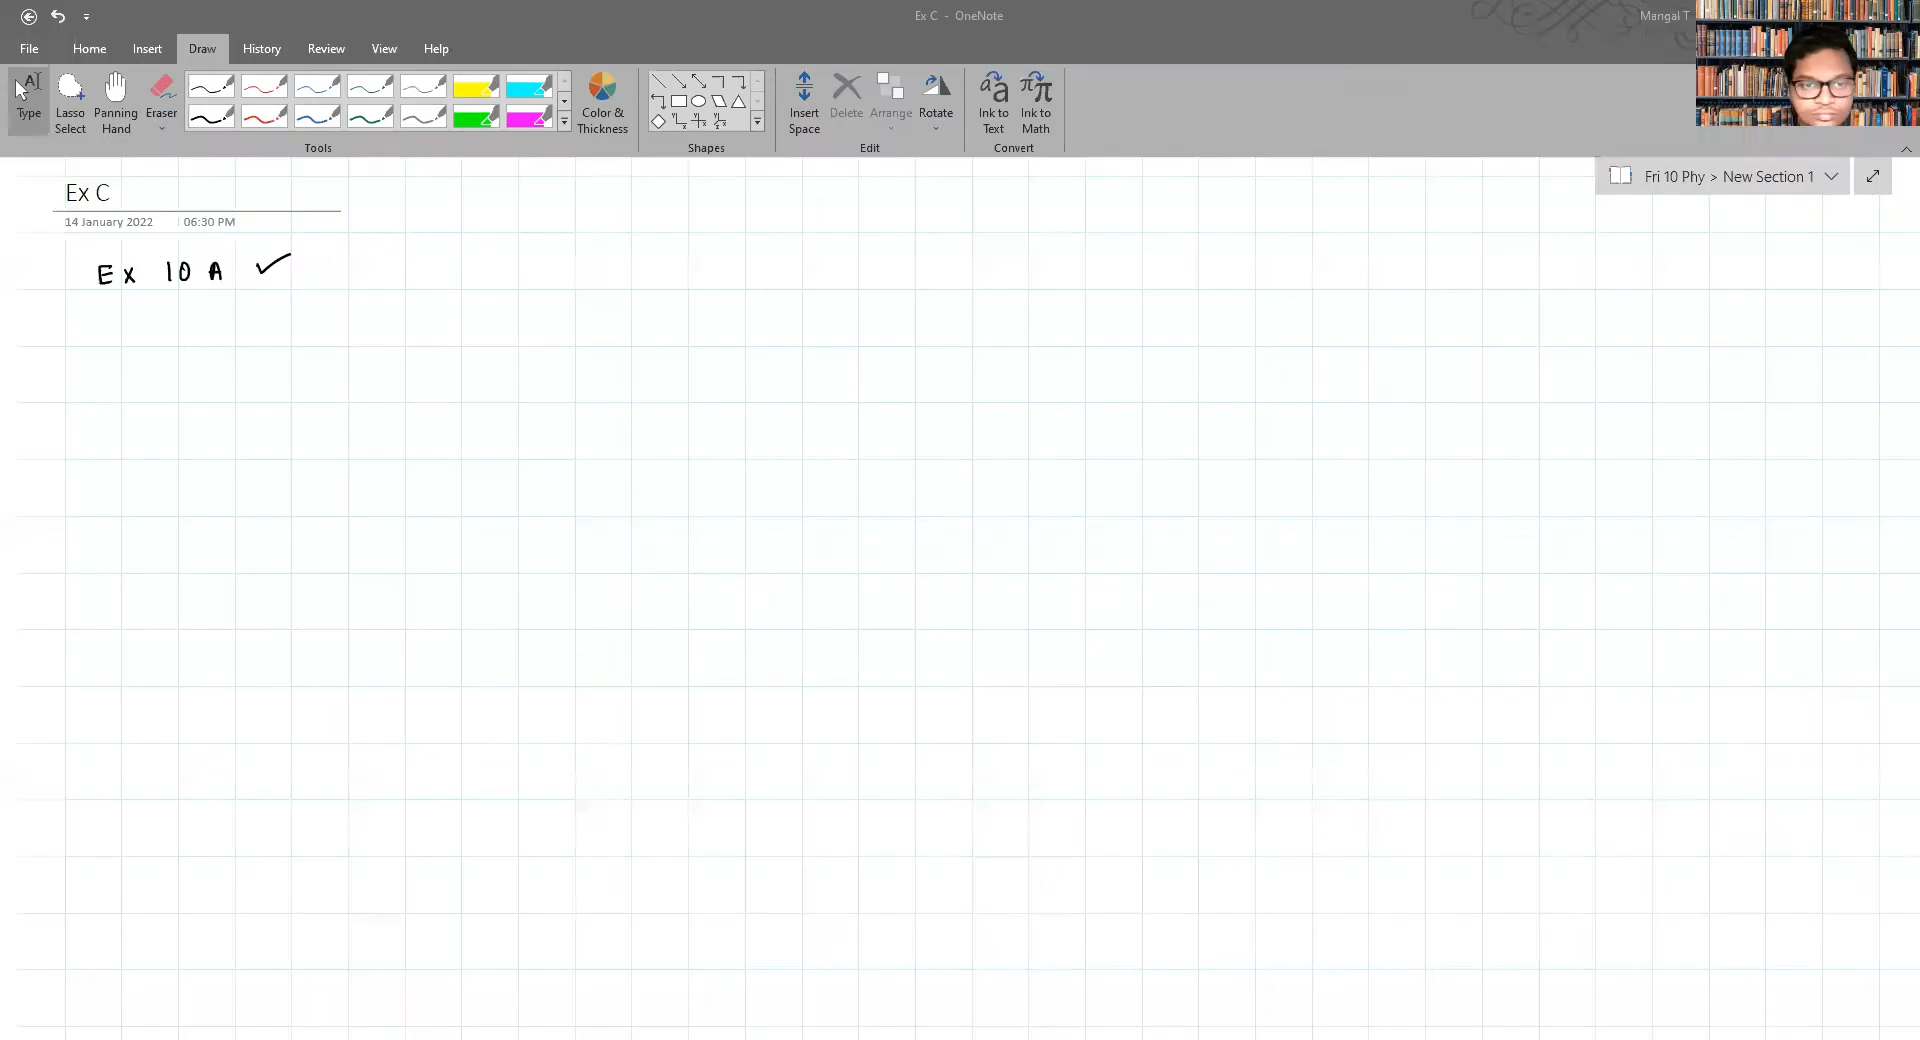 Ex C - OneNote
Mangal T
File Home Insert Draw History Review View Help
Type
Lasso Select
Panning Hand
Eraser
Color & Thickness
Insert Space
Delete
Arrange
Rotate
Ink to Text
Ink to Math
Tools
Shapes
Edit
Convert
Fri 10 Phy > New Section 1
Ex C
14 January 2022 06:30 PM
Ex 10 A ✓